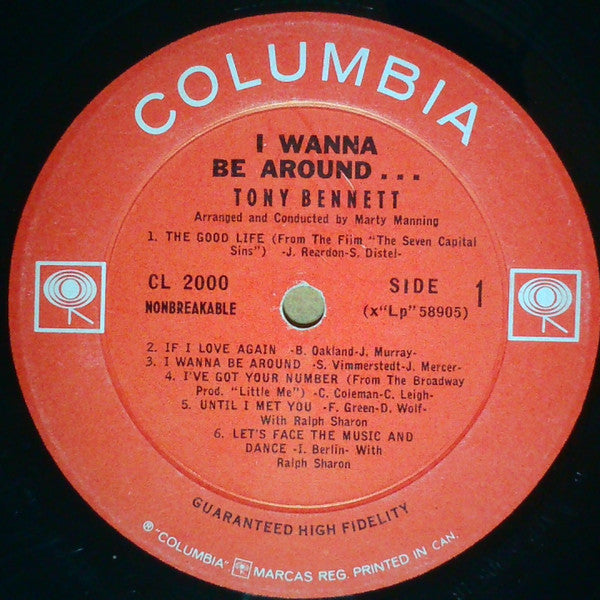 COLUMBIA
I WANNA
BE AROUND...
TONY BENNETT
Arranged and Conducted by Marty Manning
1. THE GOOD LIFE (From The Film "The Seven Capital
Sins") -J. Reardon-S. Distel-
CL 2000
NONBREAKABLE
SIDE 1
(x"Lp" 58905)
2. IF I LOVE AGAIN -B. Oakland-J. Murray-
3. I WANNA BE AROUND -S. Vimmerstedt-J. Mercer-
4. I'VE GOT YOUR NUMBER (From The Broadway
Prod. "Little Me") -C. Coleman-C. Leigh-
5. UNTIL I MET YOU -F. Green-D. Wolf-
With Ralph Sharon
6. LET'S FACE THE MUSIC AND
DANCE -I. Berlin- With
Ralph Sharon
GUARANTEED HIGH FIDELITY
® "COLUMBIA" MARCAS REG. PRINTED IN CAN.